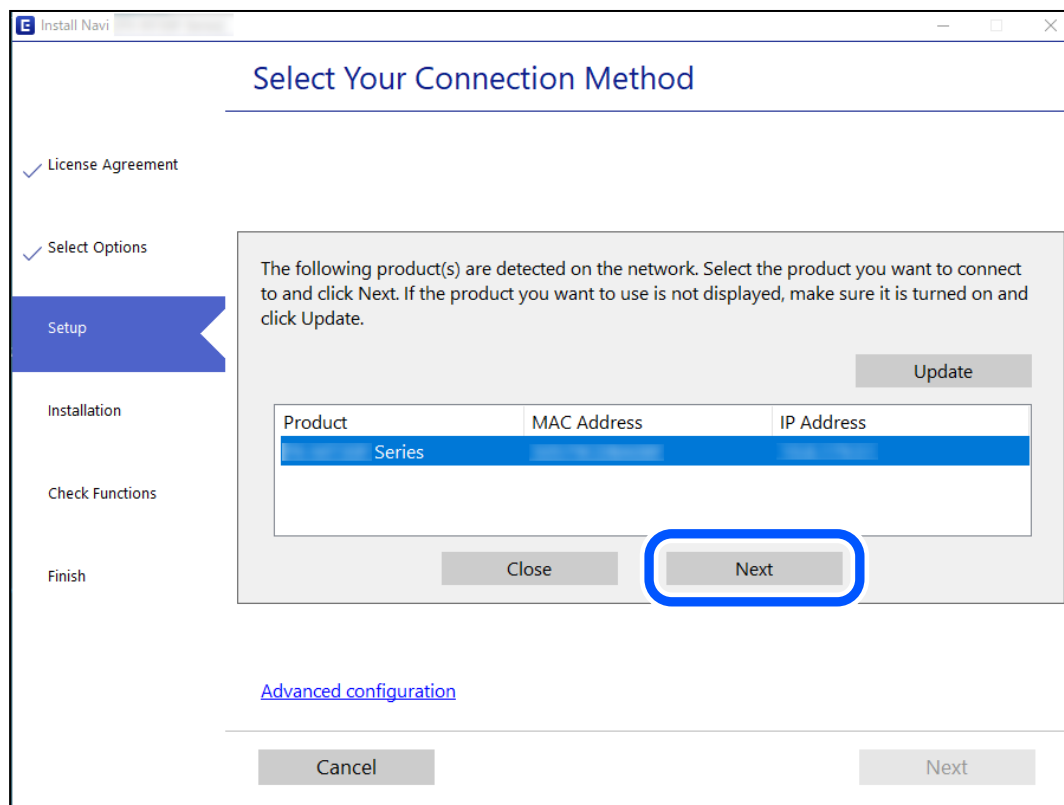 Install Navi
Select Your Connection Method
License Agreement
Select Options
Setup
Installation
Check Functions
Finish
The following product(s) are detected on the network. Select the product you want to connect
to and click Next. If the product you want to use is not displayed, make sure it is turned on and
click Update.
Update
Product MAC Address IP Address
Series
Close Next
Advanced configuration
Cancel Next